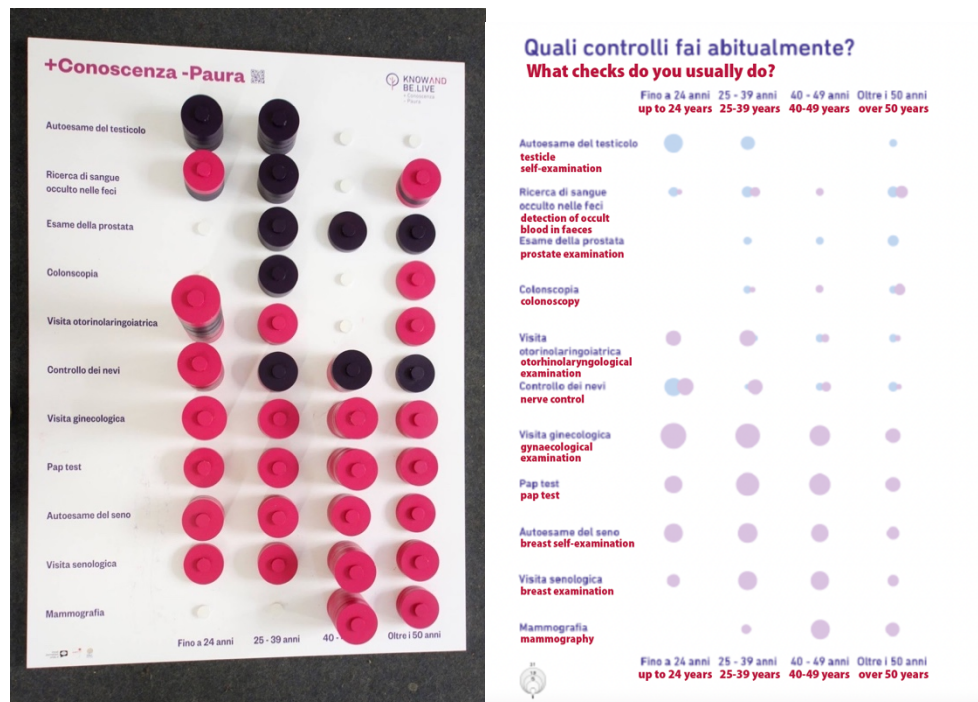 +Conoscenza -Paura
KNOWAND
BE.LIVE
+ Conoscenza
- Paura
Autoesame del testicolo
Ricerca di sangue
occulto nelle feci
Esame della prostata
Colonscopia
Visita otorinolaringoiatrica
Controllo dei nevi
Visita ginecologica
Pap test
Autoesame del seno
Visita senologica
Mammografia
Fino a 24 anni 25 - 39 anni 40 - Oltre i 50 anni
Quali controlli fai abitualmente?
What checks do you usually do?
Fino a 24 anni 25 - 39 anni 40 - 49 anni Oltre i 50 anni
up to 24 years 25-39 years 40-49 years over 50 years
Autoesame del testicolo
testicle
self-examination
Ricerca di sangue
occulto nelle feci
detection of occult
blood in faeces
Esame della prostata
prostate examination
Colonscopia
colonoscopy
Visita
otorinolaringoiatrica
otorhinolaryngological
examination
Controllo dei nevi
nerve control
Visita ginecologica
gynaecological
examination
Pap test
pap test
Autoesame del seno
breast self-examination
Visita senologica
breast examination
Mammografia
mammography
Fino a 24 anni 25 - 39 anni 40 - 49 anni Oltre i 50 anni
up to 24 years 25-39 years 40-49 years over 50 years